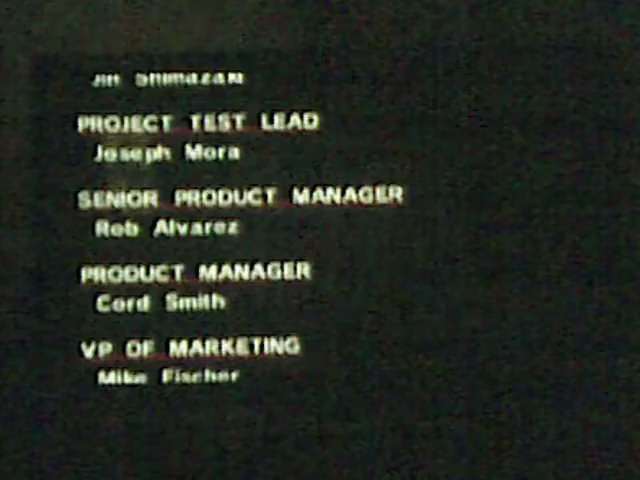 PROJECT TEST LEAD
Joseph Mora
SENIOR PRODUCT MANAGER
Rob Alvarez
PRODUCT MANAGER
Cord Smith
VP OF MARKETING
Mike Fischer